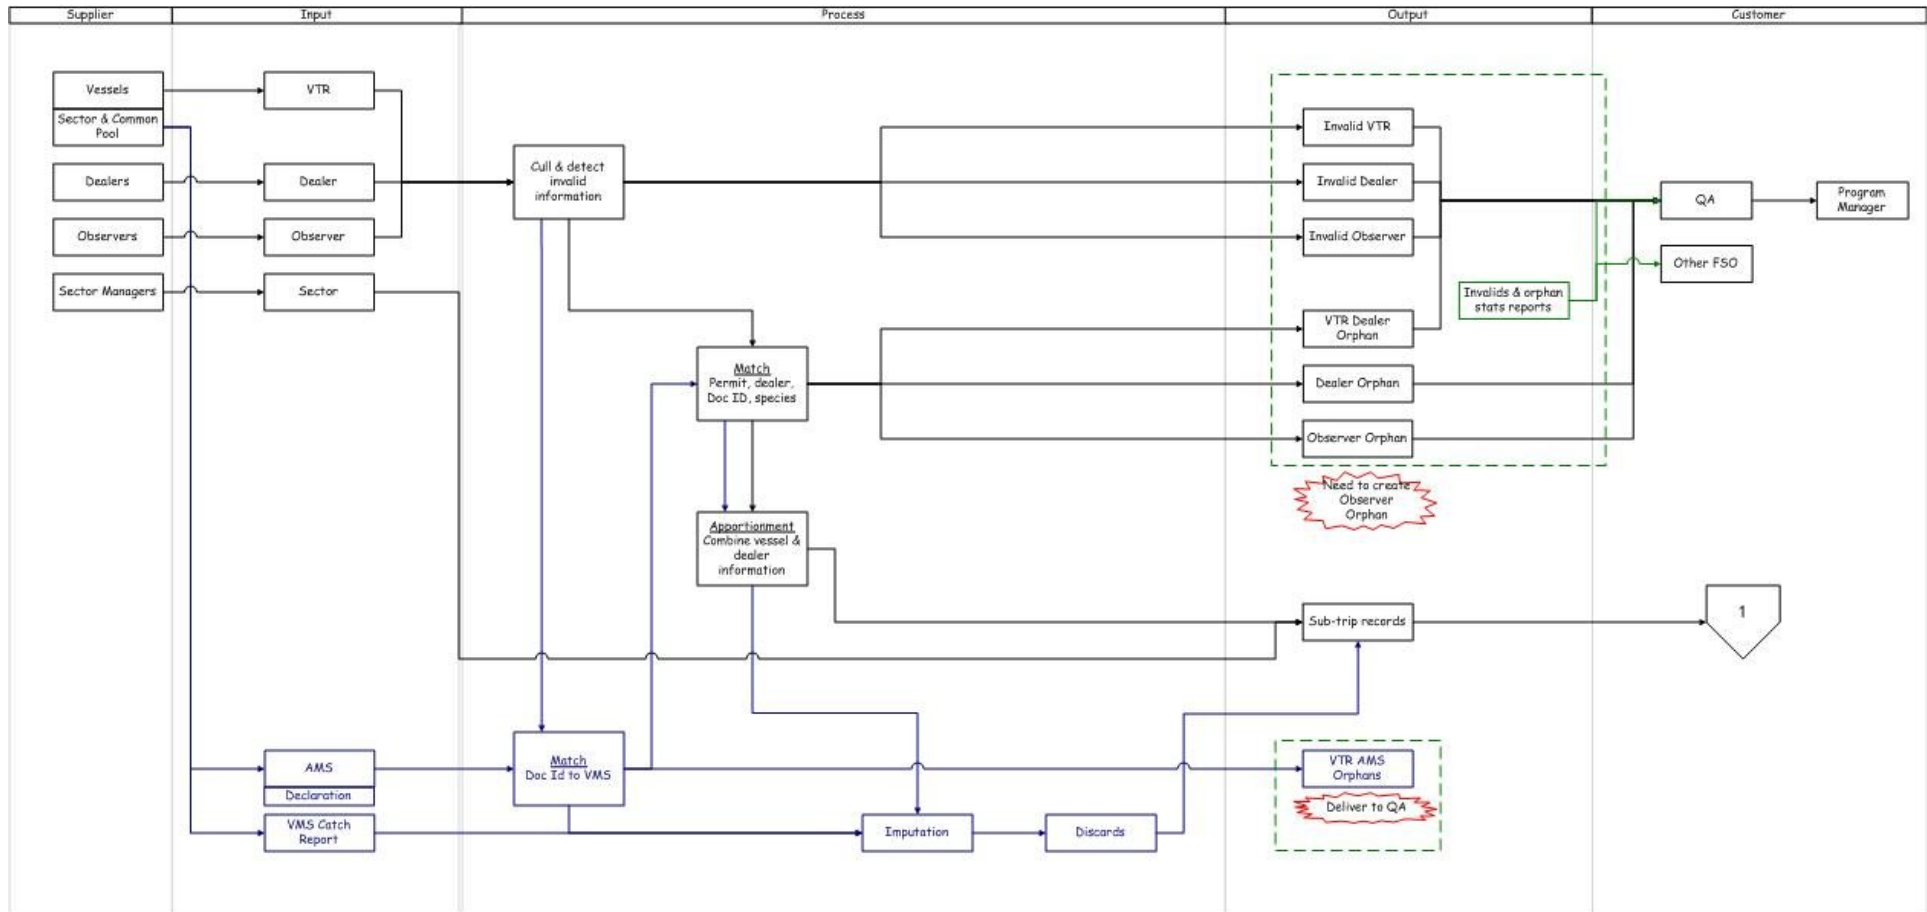 Supplier
Input
Process
Output
Customer
Vessels
Sector & Common
Pool
VTR
Dealers
Dealer
Observers
Observer
Sector Managers
Sector
Cull & detect
invalid
information
Invalid VTR
Invalid Dealer
Invalid Observer
QA
Program
Manager
Other FSO
Invalids & orphan
stats reports
VTR Dealer
Orphan
Match
Permit, dealer,
Doc ID, species
Dealer Orphan
Observer Orphan
Need to create
Observer
Orphan
Apportionment
Combine vessel &
dealer
information
Sub-trip records
1
AMS
Declaration
Match
Doc Id to VMS
VTR AMS
Orphans
Deliver to QA
VMS Catch
Report
Imputation
Discards